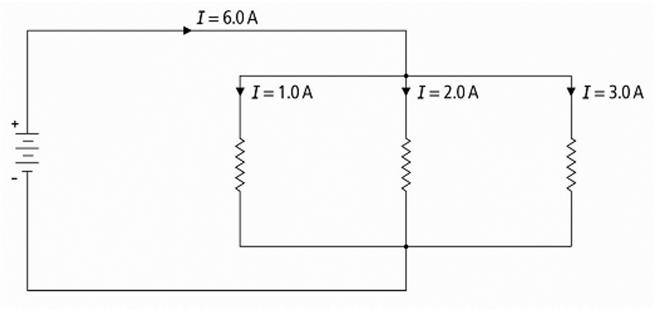 I = 6.0 A
I = 1.0 A
I = 2.0 A
I = 3.0 A
+
-